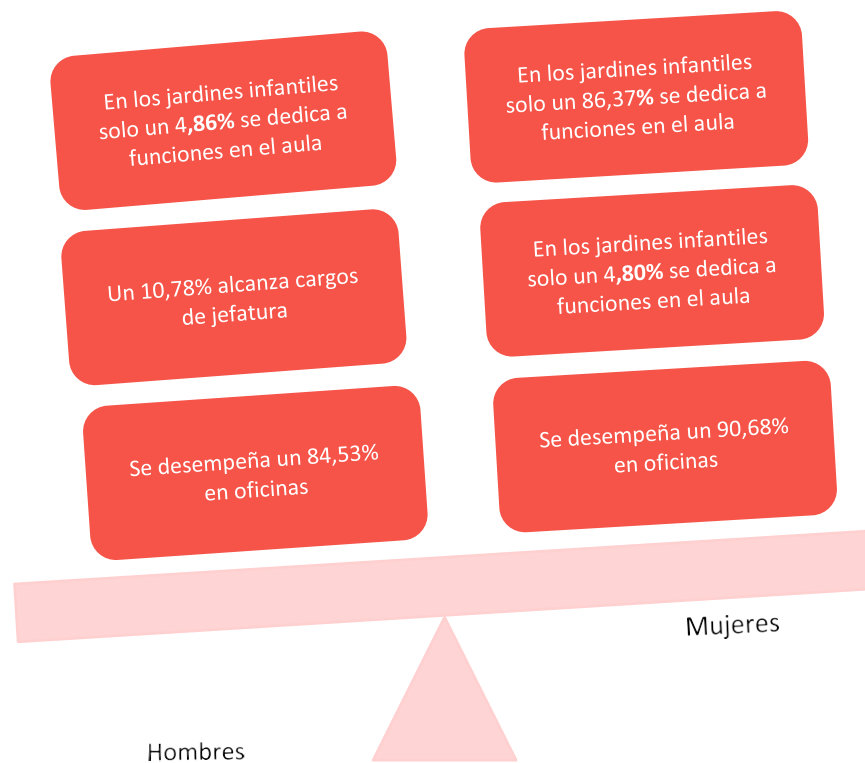 En los jardines infantiles
solo un 4,86% se dedica a
funciones en el aula
Un 10,78% alcanza cargos
de jefatura
Se desempeña un 84,53%
en oficinas
En los jardines infantiles
solo un 86,37% se dedica a
funciones en el aula
En los jardines infantiles
solo un 4,80% se dedica a
funciones en el aula
Se desempeña un 90,68%
en oficinas
Mujeres
Hombres